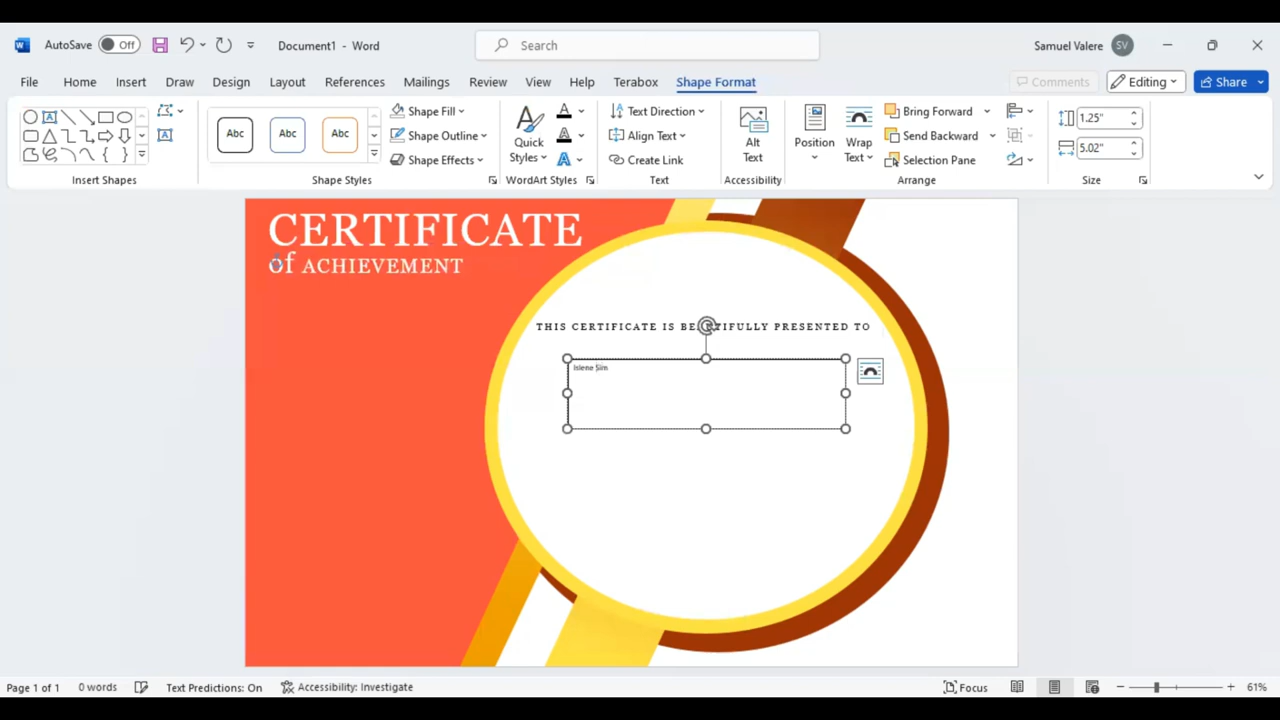 AutoSave Off Document1 - Word Search Samuel Valere SV
File Home Insert Draw Design Layout References Mailings Review View Help Terabox Shape Format Comments Editing Share
Abc Abc Abc
Shape Fill
Shape Outline
Shape Effects
Quick Styles
A
A
A
Text Direction
Align Text
Create Link
Alt Text
Position
Wrap Text
Bring Forward
Send Backward
Selection Pane
1.25"
5.02"
Insert Shapes Shape Styles WordArt Styles Text Accessibility Arrange Size
CERTIFICATE
of ACHIEVEMENT
THIS CERTIFICATE IS PRESENTED TO
Islene Sim
Page 1 of 1 0 words Text Predictions: On Accessibility: Investigate Focus 61%